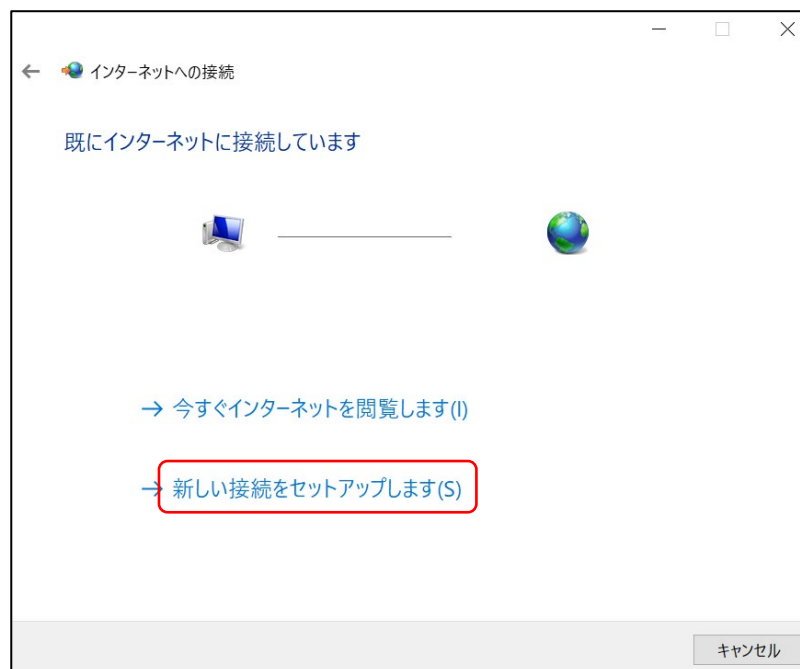 インターネットへの接続
既にインターネットに接続しています
今すぐインターネットを閲覧します(I)
新しい接続をセットアップします(S)
キャンセル